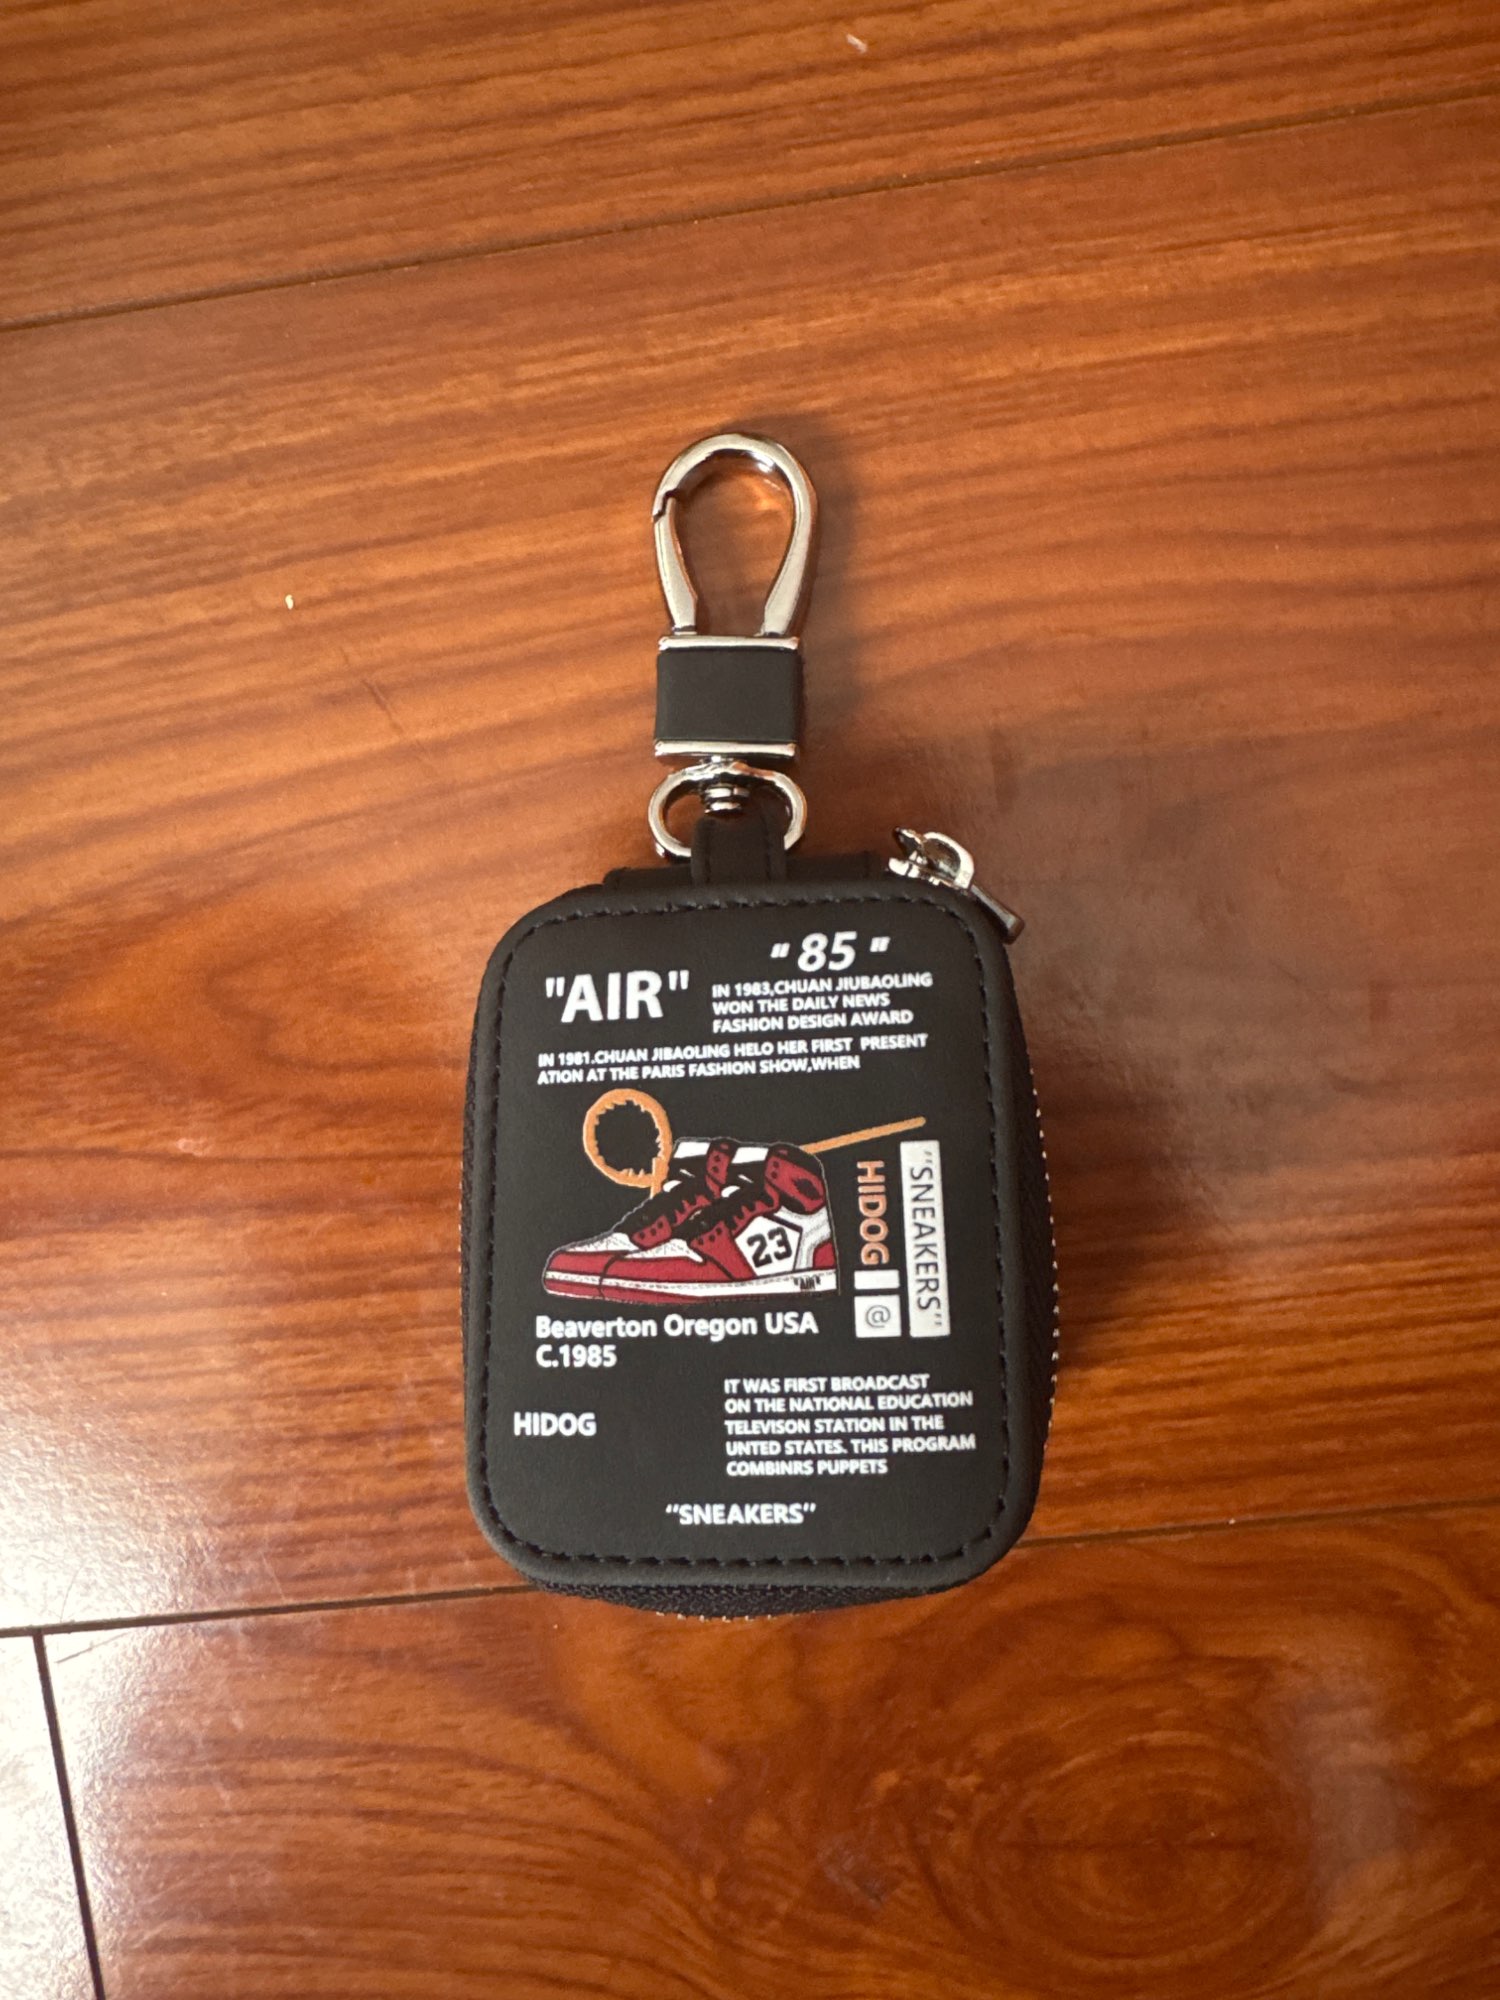 " 85 "
"AIR"
IN 1983,CHUAN JIUBAOLING
WON THE DAILY NEWS
FASHION DESIGN AWARD
IN 1981.CHUAN JIBAOLING HELO HER FIRST PRESENT
ATION AT THE PARIS FASHION SHOW,WHEN
23
"AIR"
HIDOG
@
"SNEAKERS"
Beaverton Oregon USA
C.1985
HIDOG
IT WAS FIRST BROADCAST
ON THE NATIONAL EDUCATION
TELEVISON STATION IN THE
UNTED STATES. THIS PROGRAM
COMBINRS PUPPETS
"SNEAKERS"